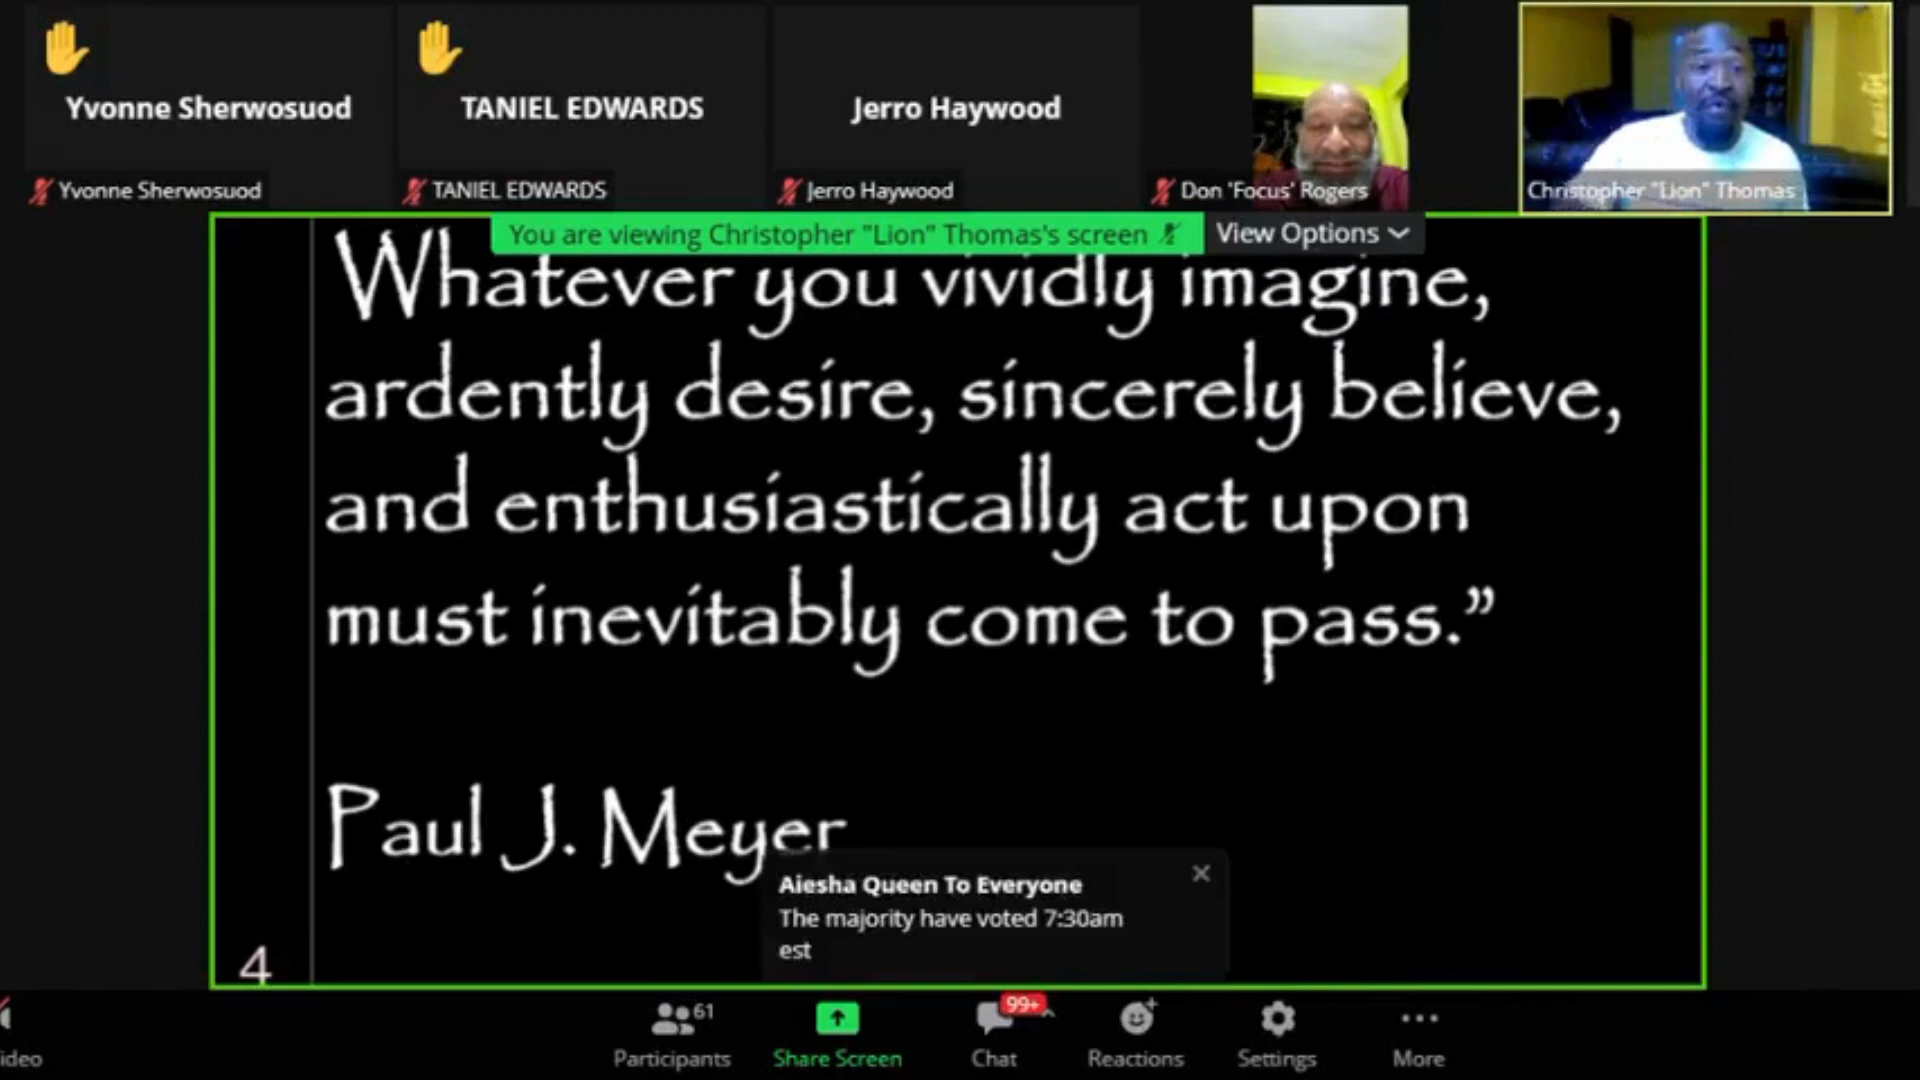 Yvonne Sherwosuod
TANIEL EDWARDS
Jerro Haywood
Yvonne Sherwosuod
TANIEL EDWARDS
Jerro Haywood
Don 'Focus' Rogers
Christopher "Lion" Thomas
You are viewing Christopher "Lion" Thomas's screen
View Options
Whatever you vividly imagine,
ardently desire, sincerely believe,
and enthusiastically act upon
must inevitably come to pass.”
Paul J. Meyer
Aiesha Queen To Everyone
The majority have voted 7:30am
est
4
61
99+
ideo
Participants
Share Screen
Chat
Reactions
Settings
More